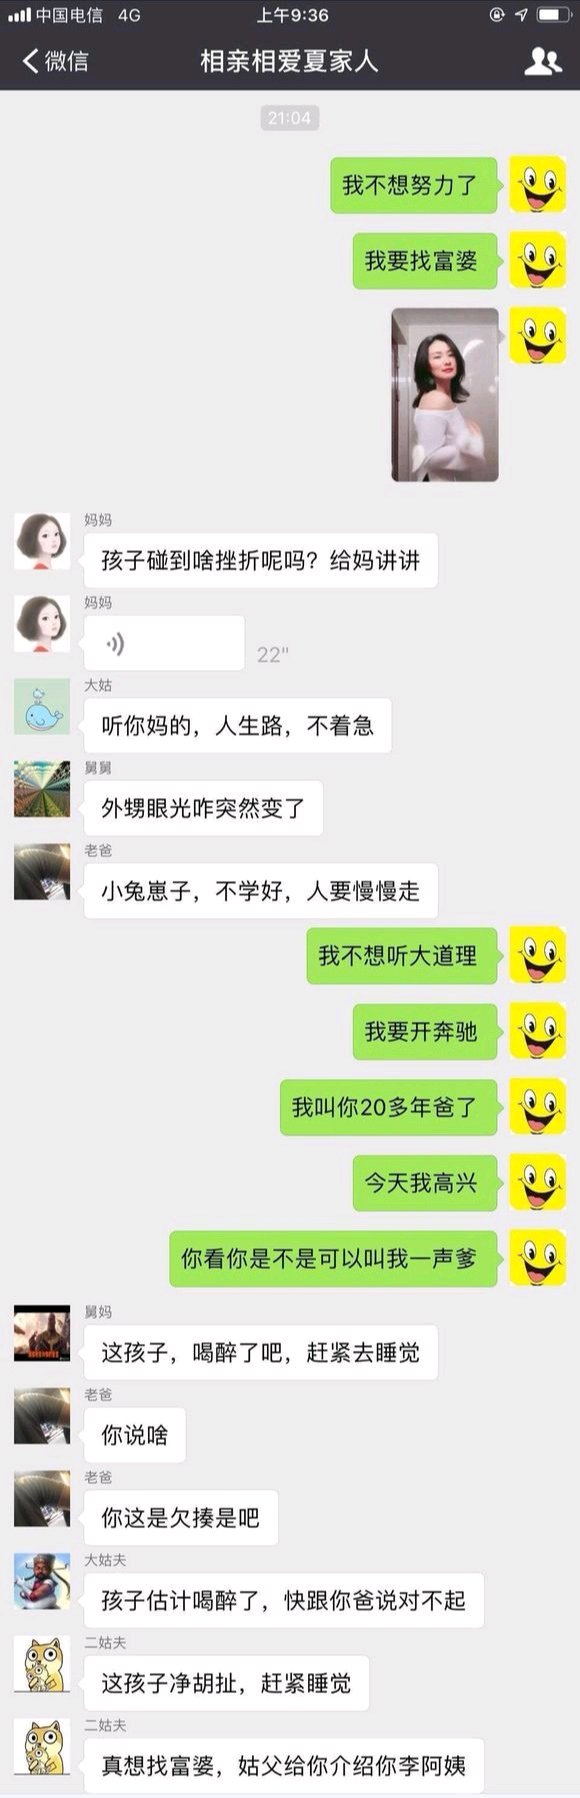 中国电信 4G 上午9:36
微信 相亲相爱夏家人
21:04
我不想努力了
我要找富婆
妈妈
孩子碰到啥挫折呢吗？给妈讲讲
妈妈
22"
大姑
听你妈的，人生路，不着急
舅舅
外甥眼光咋突然变了
老爸
小兔崽子，不学好，人要慢慢走
我不想听大道理
我要开奔驰
我叫你20多年爸了
今天我高兴
你看你是不是可以叫我一声爹
舅妈
这孩子，喝醉了吧，赶紧去睡觉
老爸
你说啥
老爸
你这是欠揍是吧
大姑夫
孩子估计喝醉了，快跟你爸说对不起
二姑夫
这孩子净胡扯，赶紧睡觉
二姑夫
真想找富婆，姑父给你介绍你李阿姨